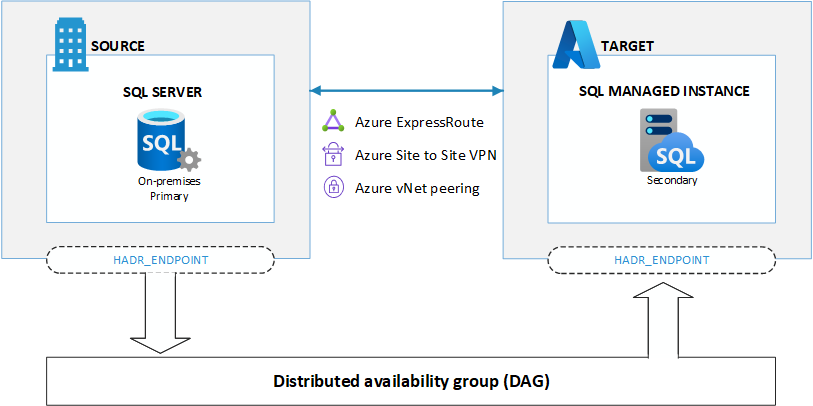 SOURCE
SQL SERVER
SQL
On-premises
Primary
HADR_ENDPOINT
Azure ExpressRoute
Azure Site to Site VPN
Azure vNet peering
TARGET
SQL MANAGED INSTANCE
SQL
Secondary
HADR_ENDPOINT
Distributed availability group (DAG)